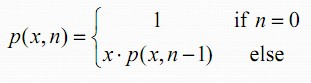 p(x,n) = { 1 if n = 0
x · p(x,n−1) else